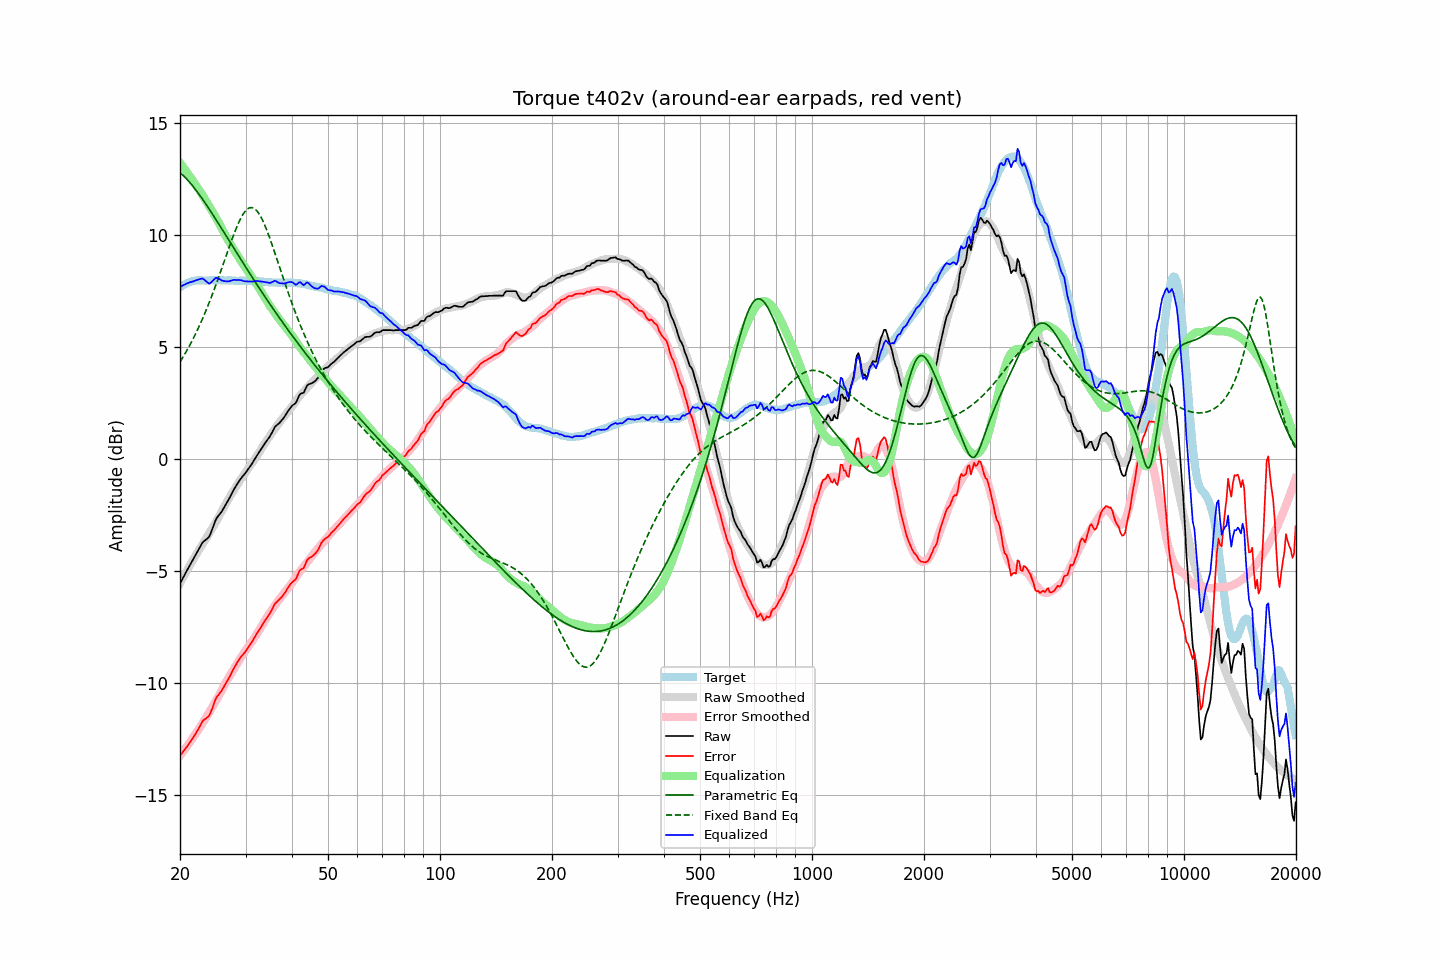 Torque t402v (around-ear earpads, red vent)
15
10
5
0
−5
−10
−15
Amplitude (dBr)
Target
Raw Smoothed
Error Smoothed
Raw
Error
Equalization
Parametric Eq
Fixed Band Eq
Equalized
20 50 100 200 500 1000 2000 5000 10000 20000
Frequency (Hz)